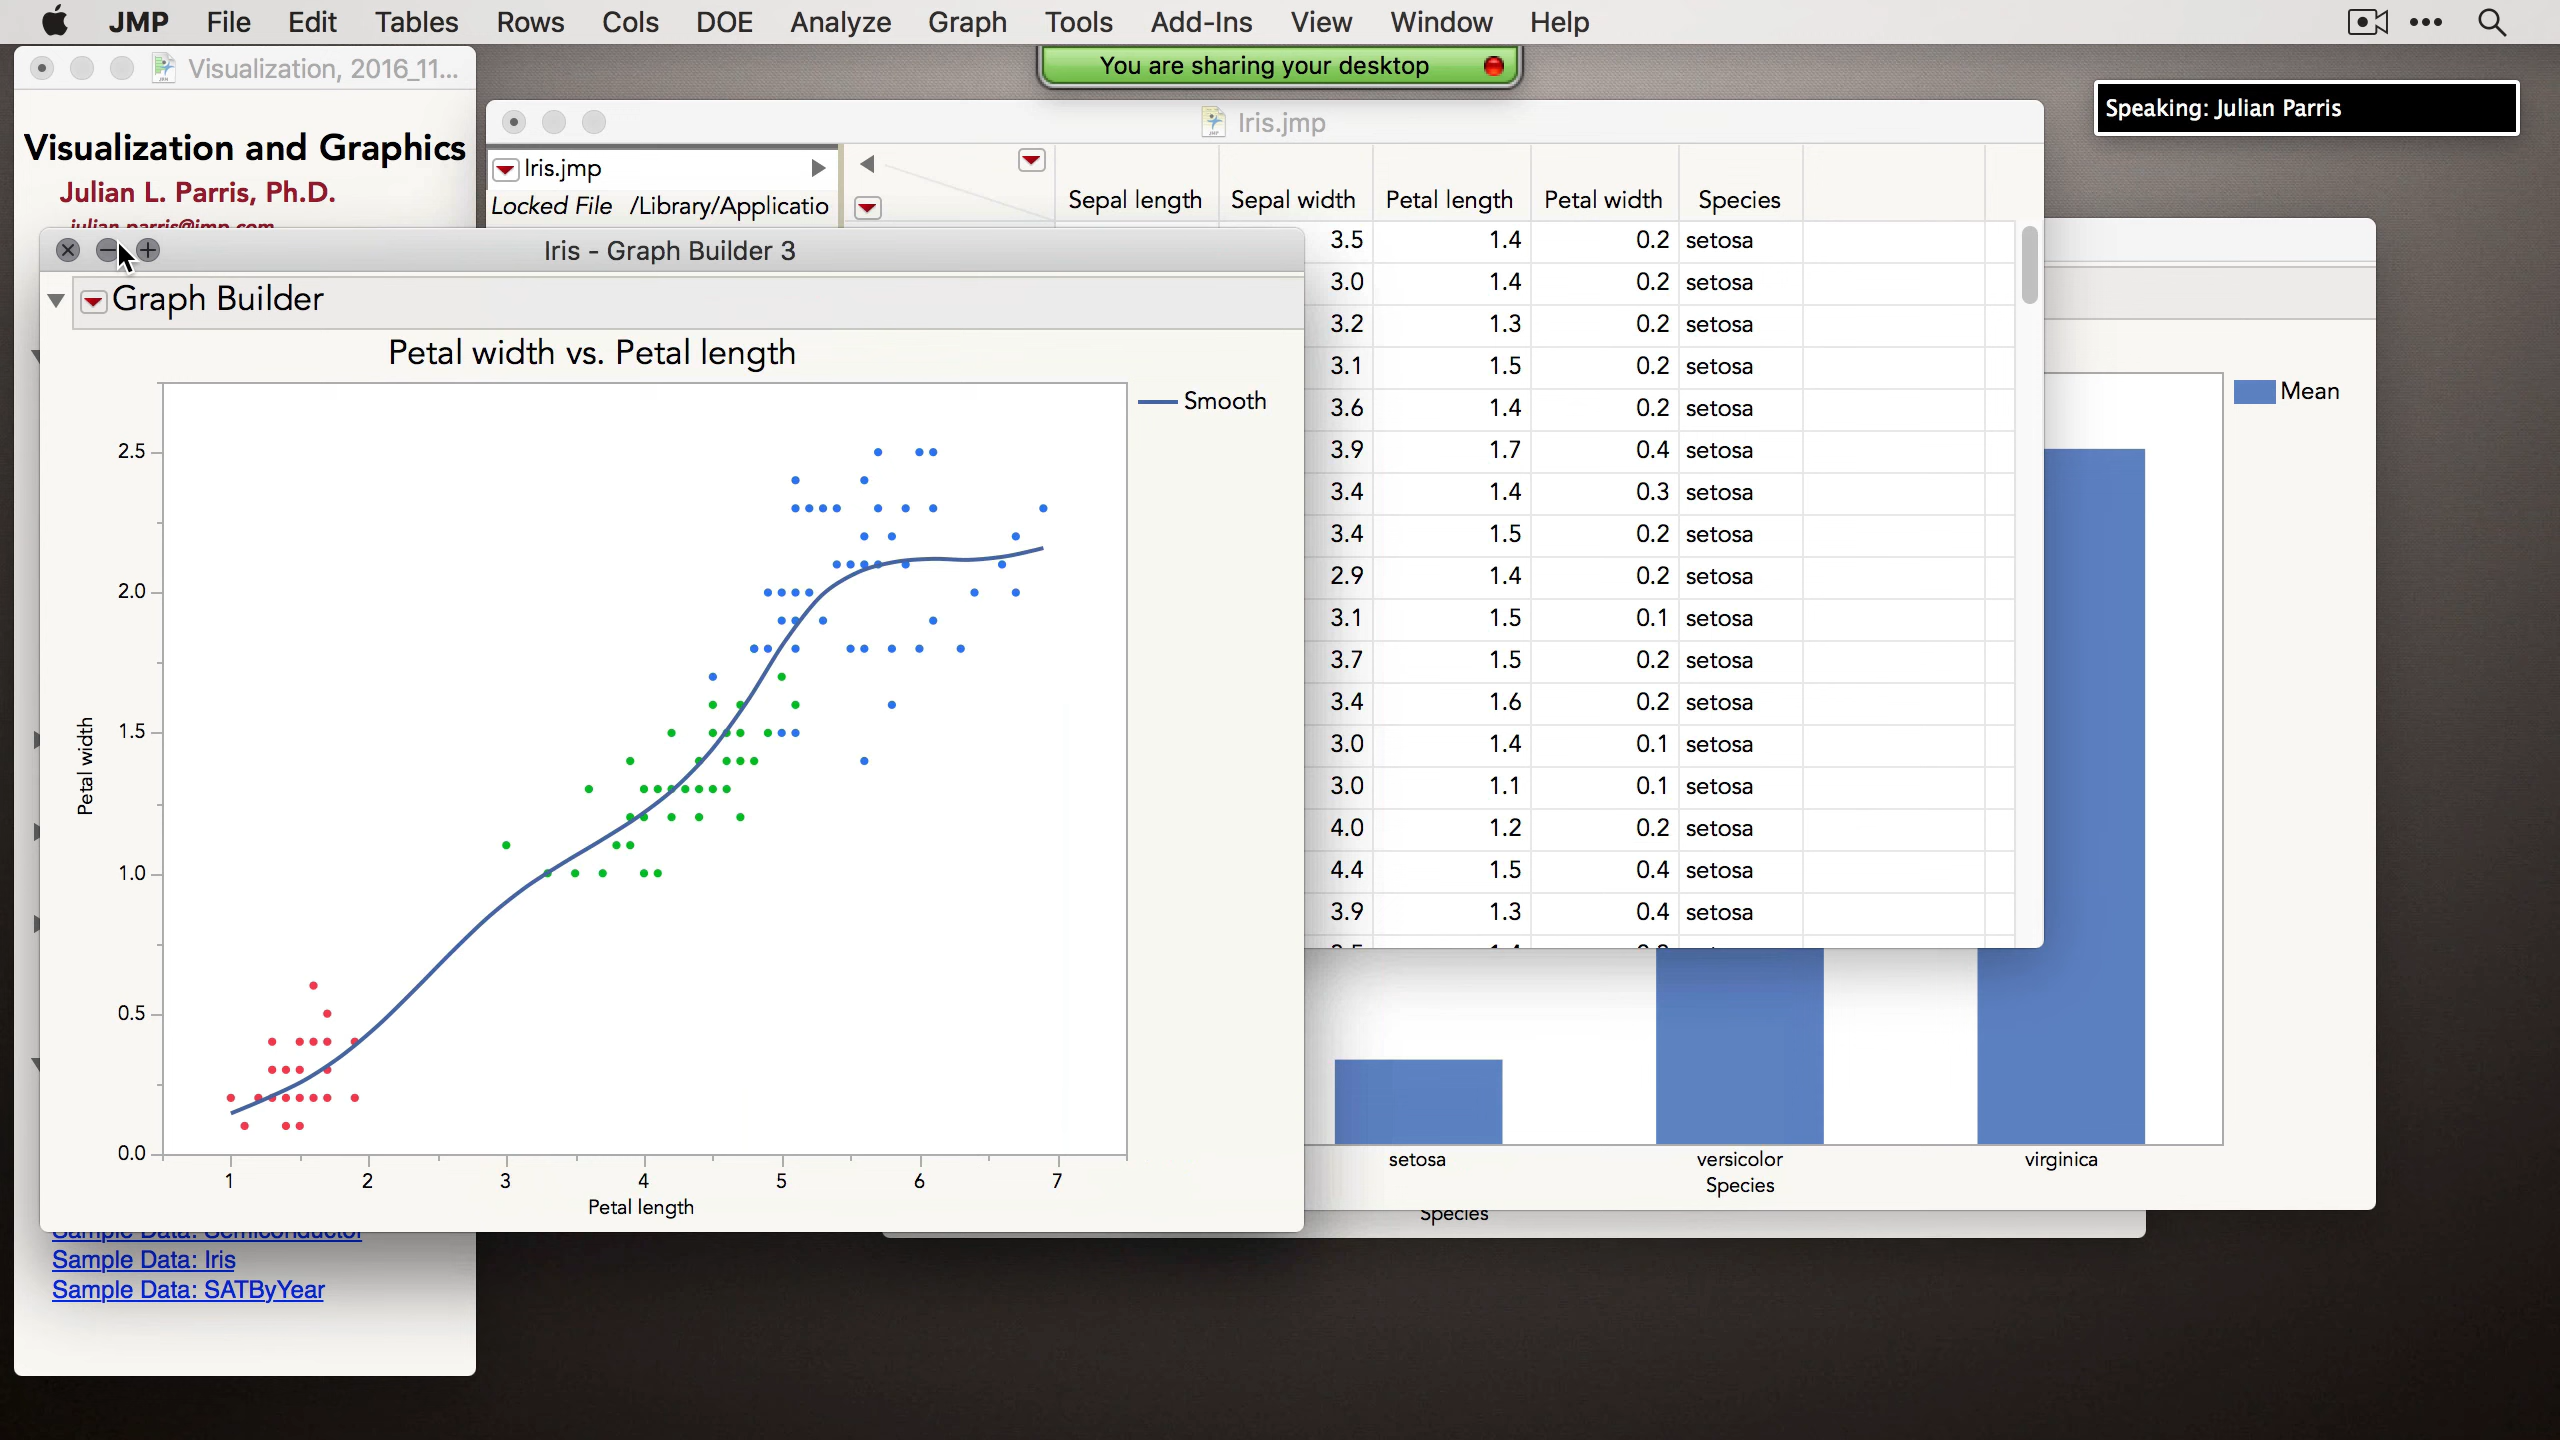 JMP File Edit Tables Rows Cols DOE Analyze Graph Tools Add-Ins View Window Help
You are sharing your desktop
Speaking: Julian Parris
Visualization, 2016_11...
Visualization and Graphics
Julian L. Parris, Ph.D.
julian.parris@jmp.com
Iris.jmp
Iris.jmp
Locked File /Library/Applicatio
Sepal length Sepal width Petal length Petal width Species
3.5 1.4 0.2 setosa
3.0 1.4 0.2 setosa
3.2 1.3 0.2 setosa
3.1 1.5 0.2 setosa
3.6 1.4 0.2 setosa
3.9 1.7 0.4 setosa
3.4 1.4 0.3 setosa
3.4 1.5 0.2 setosa
2.9 1.4 0.2 setosa
3.1 1.5 0.1 setosa
3.7 1.5 0.2 setosa
3.4 1.6 0.2 setosa
3.0 1.4 0.1 setosa
3.0 1.1 0.1 setosa
4.0 1.2 0.2 setosa
4.4 1.5 0.4 setosa
3.9 1.3 0.4 setosa
Iris - Graph Builder 3
Graph Builder
Petal width vs. Petal length
Smooth
2.5
2.0
1.5
1.0
0.5
0.0
Petal width
1 2 3 4 5 6 7
Petal length
Mean
setosa versicolor virginica
Species
Species
Sample Data: Semiconductor
Sample Data: Iris
Sample Data: SATByYear